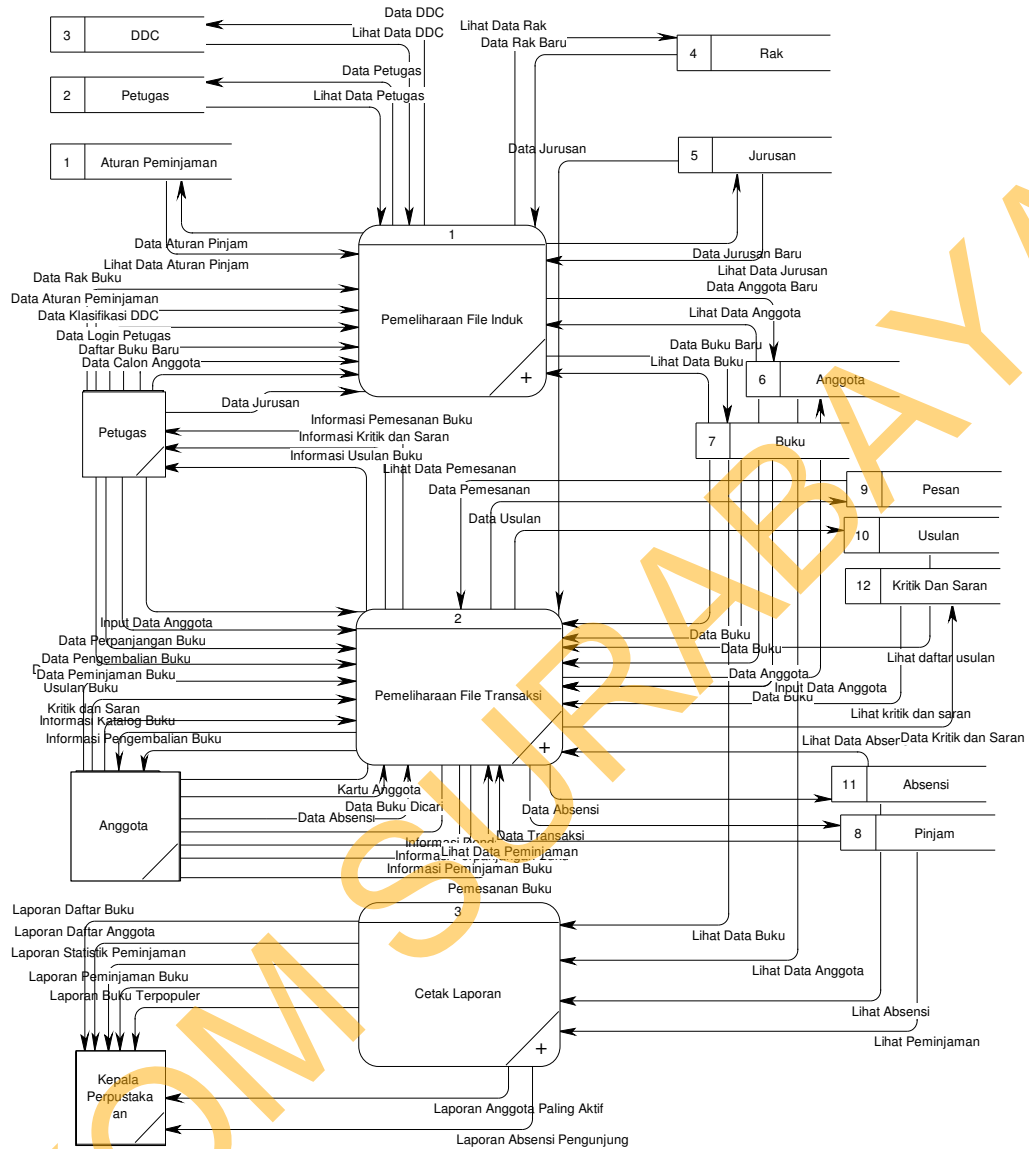 Data DDC
Lihat Data DDC
3 DDC
Lihat Data Rak
Data Rak Baru
4 Rak
Data Petugas
Lihat Data Petugas
2 Petugas
1 Aturan Peminjaman
Data Jurusan
5 Jurusan
1
Pemeliharaan File Induk
+
Data Aturan Pinjam
Lihat Data Aturan Pinjam
Data Rak Buku
Data Aturan Peminjaman
Data Klasifikasi DDC
Data Login Petugas
Daftar Buku Baru
Data Calon Anggota
Data Jurusan Baru
Lihat Data Jurusan
Data Anggota Baru
Lihat Data Anggota
Data Buku Baru
Lihat Data Buku
6 Anggota
7 Buku
Petugas
Data Jurusan
Informasi Pemesanan Buku
Informasi Kritik dan Saran
Informasi Usulan Buku
Lihat Data Pemesanan
Data Pemesanan
Data Usulan
9 Pesan
10 Usulan
12 Kritik Dan Saran
2
Pemeliharaan File Transaksi
+
Input Data Anggota
Data Perpanjangan Buku
Data Pengembalian Buku
Data Peminjaman Buku
Usulan Buku
Kritik dan Saran
Informasi Katalog Buku
Informasi Pengembalian Buku
Data Buku
Data Buku
Lihat daftar usulan
Data Anggota
Input Data Anggota
Data Buku
Lihat kritik dan saran
Data Kritik dan Saran
Lihat Data Absensi
11 Absensi
8 Pinjam
Anggota
Kartu Anggota
Data Buku Dicari
Data Absensi
Data Absensi
Data Transaksi
Informasi
Lihat Data Peminjaman
Informasi Perpanjangan Buku
Informasi Peminjaman Buku
Pemesanan Buku
3
Cetak Laporan
+
Laporan Daftar Buku
Laporan Daftar Anggota
Laporan Statistik Peminjaman
Laporan Peminjaman Buku
Laporan Buku Terpopuler
Lihat Data Buku
Lihat Data Anggota
Lihat Absensi
Lihat Peminjaman
Kepala
Perpustaka
an
Laporan Anggota Paling Aktif
Laporan Absensi Pengunjung
OM SURABAYA